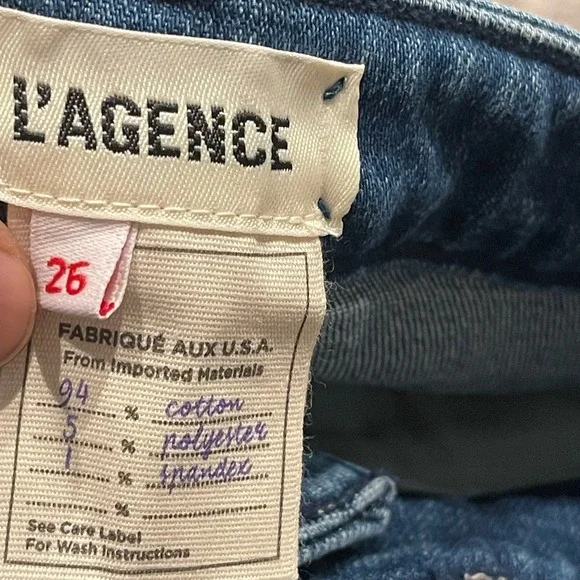 L'AGENCE
26
FABRIQUÉ AUX U.S.A.
From Imported Materials
94 % cotton
5 % polyester
1 % spandex
%
See Care Label
For Wash Instructions